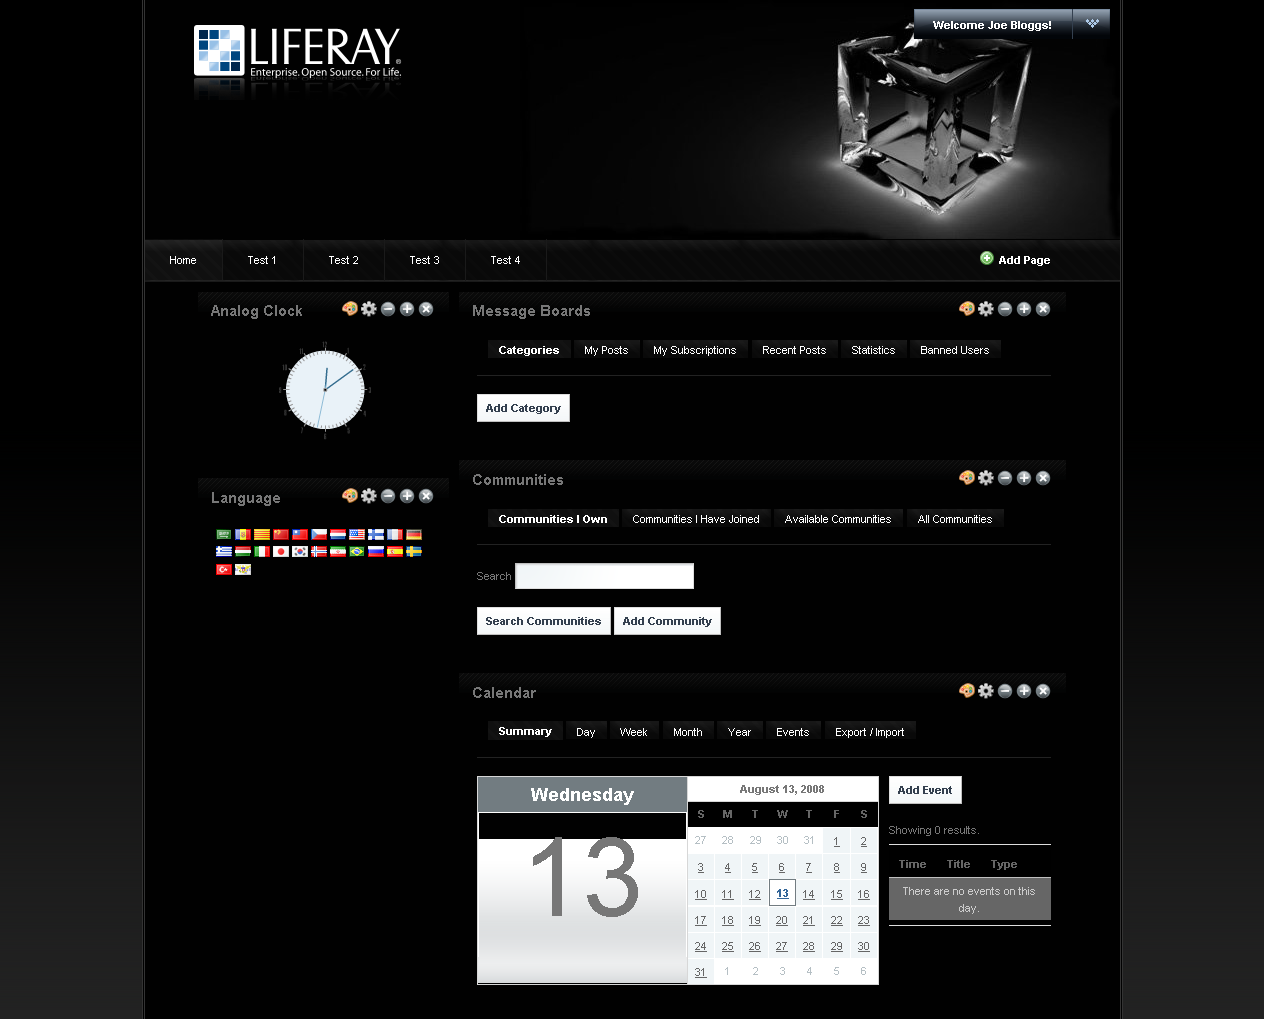 LIFERAY®
Enterprise. Open Source. For Life.
Welcome Joe Bloggs!
Home Test 1 Test 2 Test 3 Test 4 Add Page
Analog Clock
Language
Message Boards
Categories My Posts My Subscriptions Recent Posts Statistics Banned Users
Add Category
Communities
Communities I Own Communities I Have Joined Available Communities All Communities
Search
Search Communities Add Community
Calendar
Summary Day Week Month Year Events Export / Import
Wednesday
13
August 13, 2008
S M T W T F S
27 28 29 30 31 1 2
3 4 5 6 7 8 9
10 11 12 13 14 15 16
17 18 19 20 21 22 23
24 25 26 27 28 29 30
31 1 2 3 4 5 6
Add Event
Showing 0 results.
Time Title Type
There are no events on this
day.